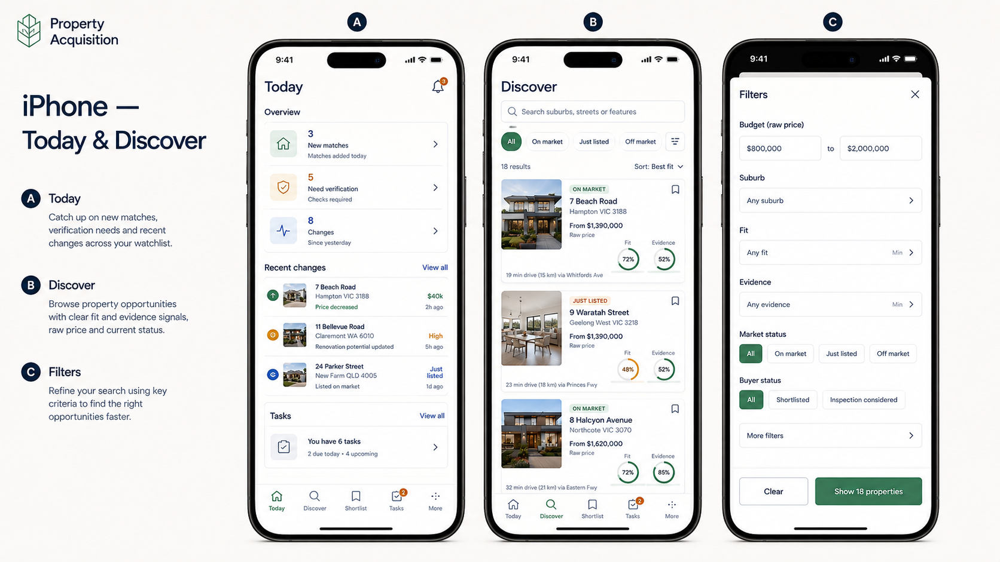 Property
Acquisition
iPhone —
Today & Discover
A
Today
Catch up on new matches,
verification needs and recent
changes across your watchlist.
B
Discover
Browse property opportunities
with clear fit and evidence signals,
raw price and current status.
C
Filters
Refine your search using key
criteria to find the right
opportunities faster.
A
9:41
Today
3
Overview
3
New matches
Matches added today
5
Need verification
Checks required
8
Changes
Since yesterday
Recent changes
View all
7 Beach Road
Hampton VIC 3188
$40k
Price decreased
2h ago
11 Bellevue Road
Claremont WA 6010
High
Renovation potential updated
5h ago
24 Parker Street
New Farm QLD 4005
Just
listed
Listed on market
1d ago
Tasks
View all
You have 6 tasks
2 due today • 4 upcoming
Today
Discover
Shortlist
2
Tasks
More
B
9:41
Discover
Search suburbs, streets or features
All
On market
Just listed
Off market
18 results
Sort: Best fit
ON MARKET
7 Beach Road
Hampton VIC 3188
From $1,390,000
Raw price
Fit
Evidence
72%
52%
19 min drive (15 km) via Whitfords Ave
JUST LISTED
9 Waratah Street
Geelong West VIC 3218
From $1,390,000
Raw price
Fit
Evidence
48%
52%
23 min drive (18 km) via Princes Fwy
ON MARKET
8 Halcyon Avenue
Northcote VIC 3070
From $1,620,000
Raw price
Fit
Evidence
72%
85%
32 min drive (21 km) via Eastern Fwy
Today
Discover
Shortlist
2
Tasks
More
C
9:41
Filters
Budget (raw price)
$800,000
to
$2,000,000
Suburb
Any suburb
Fit
Any fit
Min
Evidence
Any evidence
Min
Market status
All
On market
Just listed
Off market
Buyer status
All
Shortlisted
Inspection considered
More filters
Clear
Show 18 properties